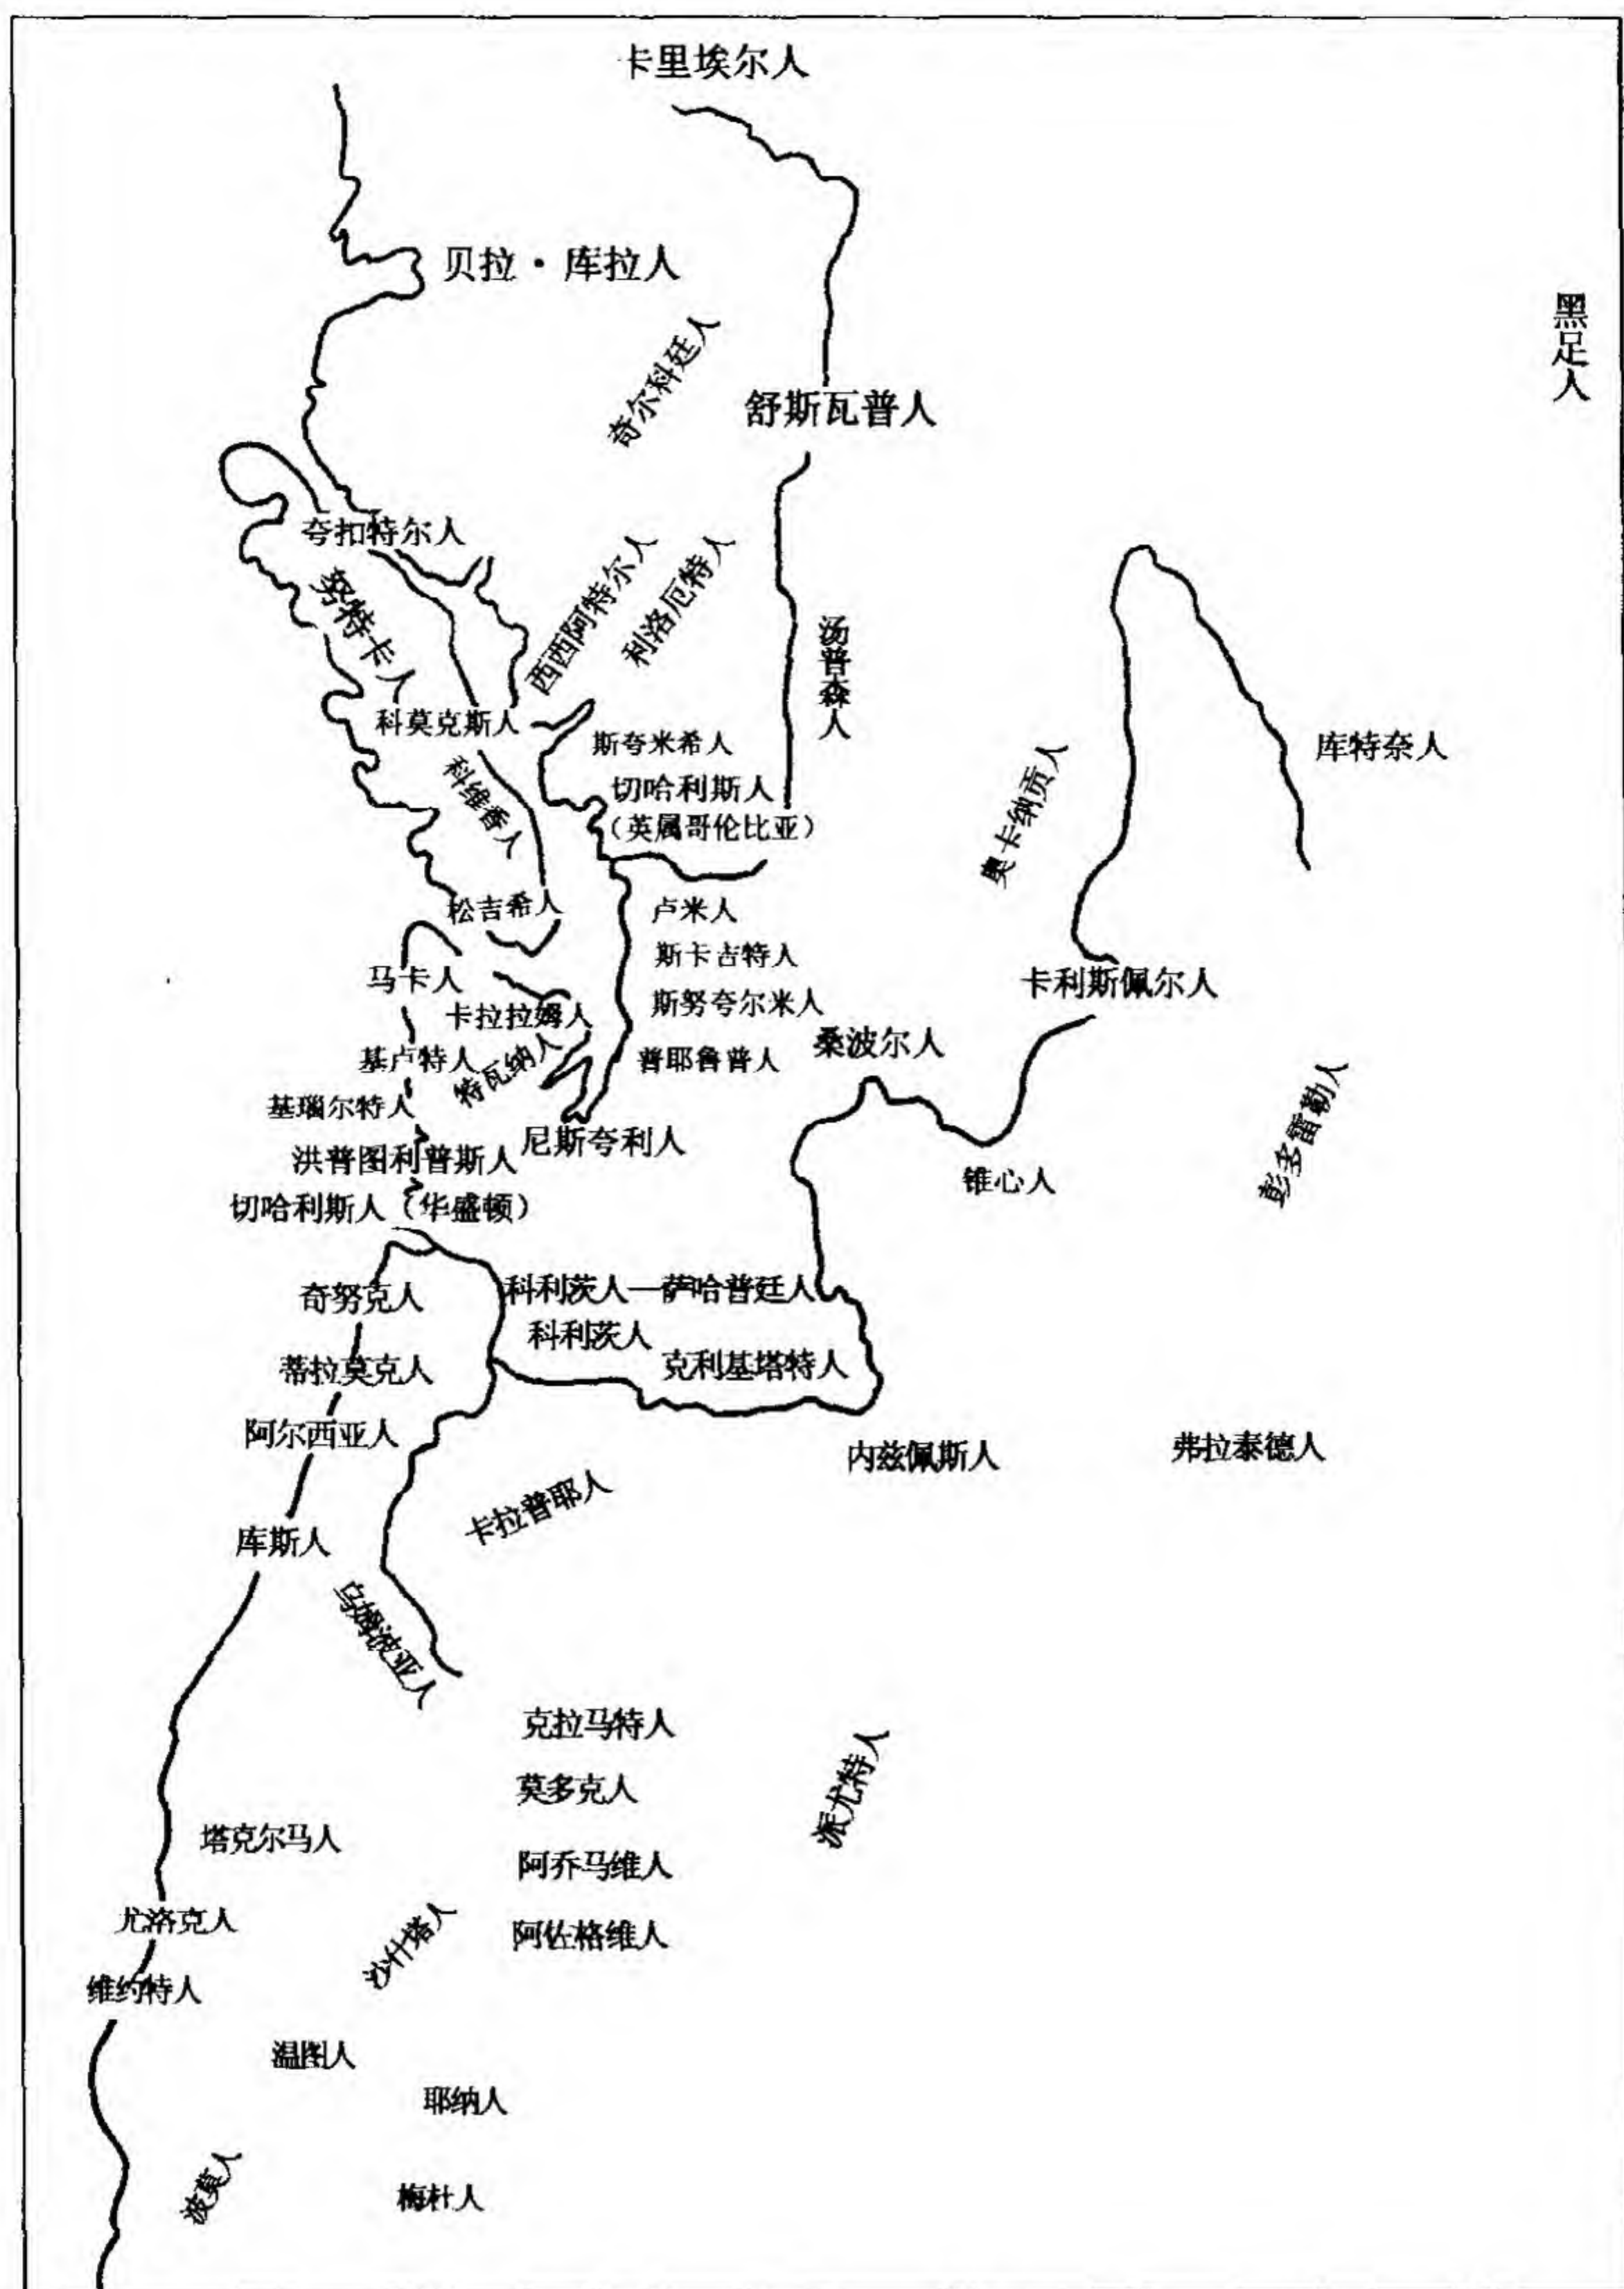 卡里埃尔人
贝拉·库拉人
黑足人
奇尔科廷人
舒斯瓦普人
夸扣特尔人
努特卡人
西西阿特尔人
利洛厄特人
汤普森人
科莫克斯人
斯夸米希人
库特奈人
切哈利斯人
（英属哥伦比亚）
科维香人
奥卡纳贡人
松吉希人
卢米人
斯卡吉特人
马卡人
卡利斯佩尔人
斯努夸尔米人
卡拉拉姆人
桑波尔人
基卢特人
特瓦纳人
普耶鲁普人
基瑙尔特人
彭多雷勒人
尼斯夸利人
洪普图利普斯人
锥心人
切哈利斯人（华盛顿）
奇努克人
科利茨人—萨哈普廷人
科利茨人
蒂拉莫克人
克利基塔特人
阿尔西亚人
内兹佩斯人
弗拉泰德人
卡拉普耶人
库斯人
乌姆波亚人
克拉马特人
莫多克人
派尤特人
塔克尔马人
阿乔马维人
尤洛克人
沙什塔人
阿佐格维人
维约特人
温图人
耶纳人
波莫人
梅杜人